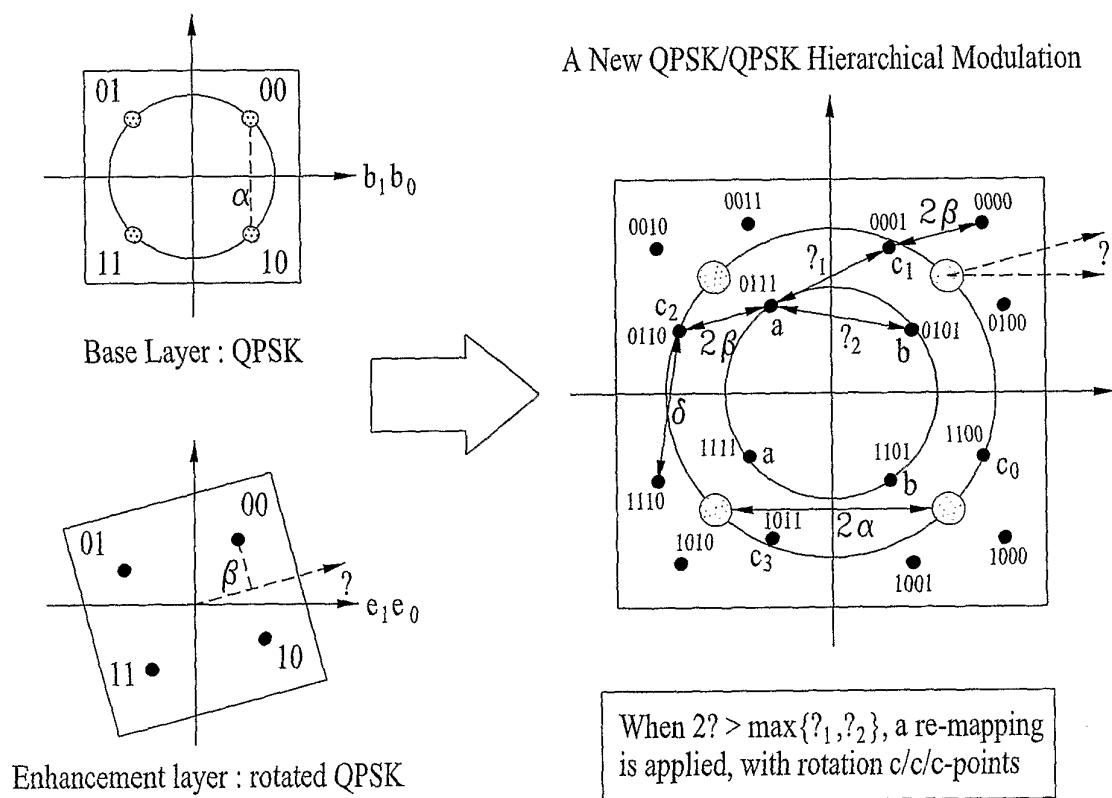 01
00
α
b₁b₀
11
10
Base Layer : QPSK
00
01
β
?
e₁e₀
11
10
Enhancement layer : rotated QPSK
A New QPSK/QPSK Hierarchical Modulation
0011
0010
0001
2β
0000
?₁
c₁
?
0111
c₂
0110
a
2β
?₂
b
0101
0100
δ
1111
a
1101
b
1100
c₀
1110
2α
1011
c₃
1010
1001
1000
When 2? > max{?₁,?₂}, a re-mapping
is applied, with rotation c/c/c-points